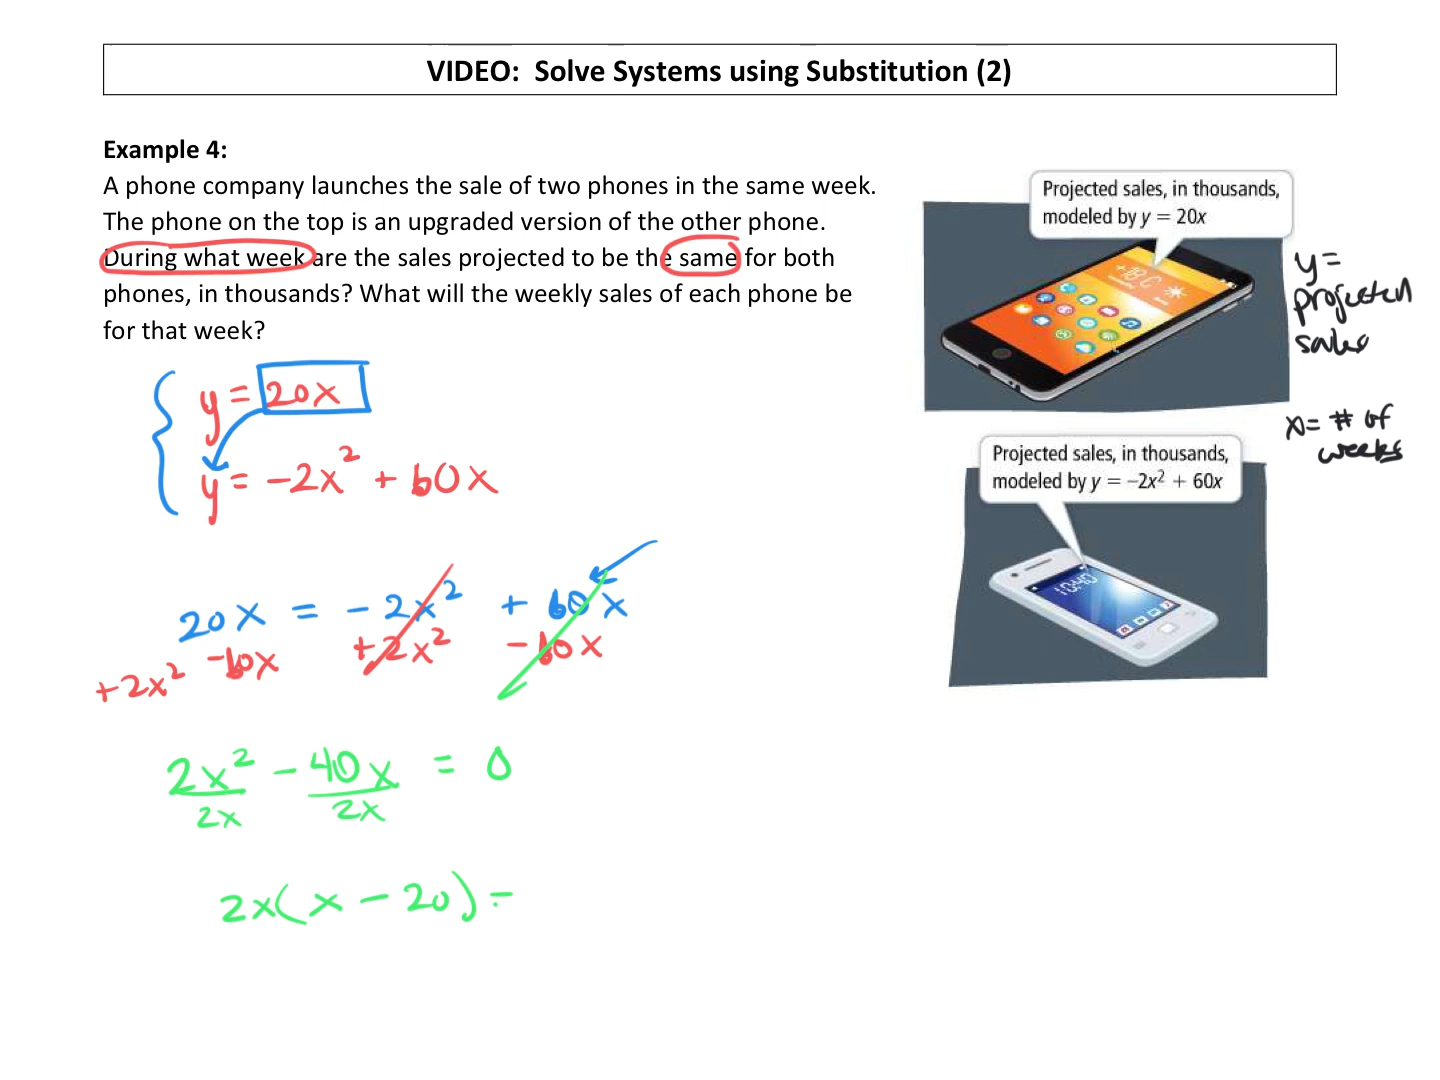 VIDEO: Solve Systems using Substitution (2)
Example 4:
A phone company launches the sale of two phones in the same week.
The phone on the top is an upgraded version of the other phone.
During what week are the sales projected to be the same for both
phones, in thousands? What will the weekly sales of each phone be
for that week?
Projected sales, in thousands,
modeled by y = 20x
+18°C
y =
projected
sales
x = # of
weeks
Projected sales, in thousands,
modeled by y = −2x² + 60x
10:40
y = 20x
y = -2x² + 60x
20x = -2x² + 60x
+2x² -60x +2x² -60x
2x² - 40x = 0
2x 2x
2x(x - 20) =